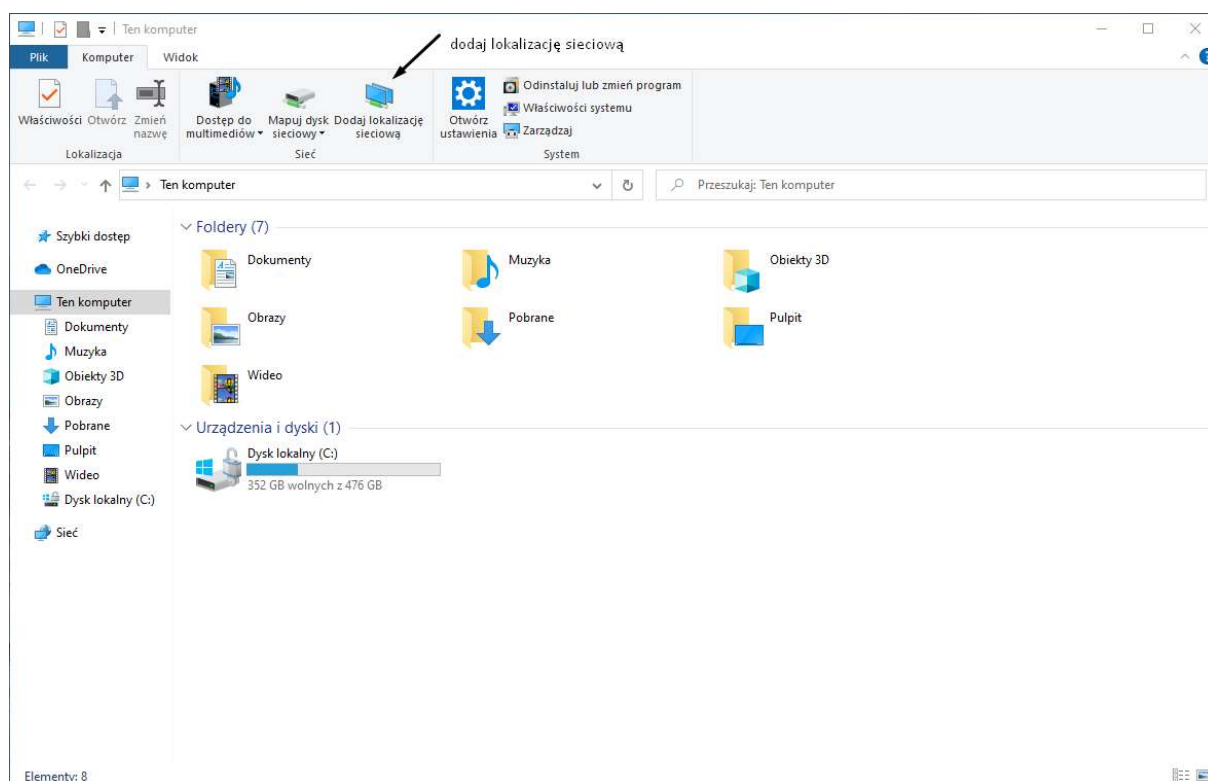 Ten komputer
dodaj lokalizację sieciową
Plik Komputer Widok
Właściwości Otwórz Zmień nazwę
Dostęp do multimediów
Mapuj dysk sieciowy
Dodaj lokalizację sieciową
Otwórz ustawienia
Odinstaluj lub zmień program
Właściwości systemu
Zarządzaj
Lokalizacja Sieć System
Ten komputer
Przeszukaj: Ten komputer
Szybki dostęp
OneDrive
Ten komputer
Dokumenty
Muzyka
Obiekty 3D
Obrazy
Pobrane
Pulpit
Wideo
Dysk lokalny (C:)
Sieć
Foldery (7)
Dokumenty
Muzyka
Obiekty 3D
Obrazy
Pobrane
Pulpit
Wideo
Urządzenia i dyski (1)
Dysk lokalny (C:)
352 GB wolnych z 476 GB
Elementy: 8